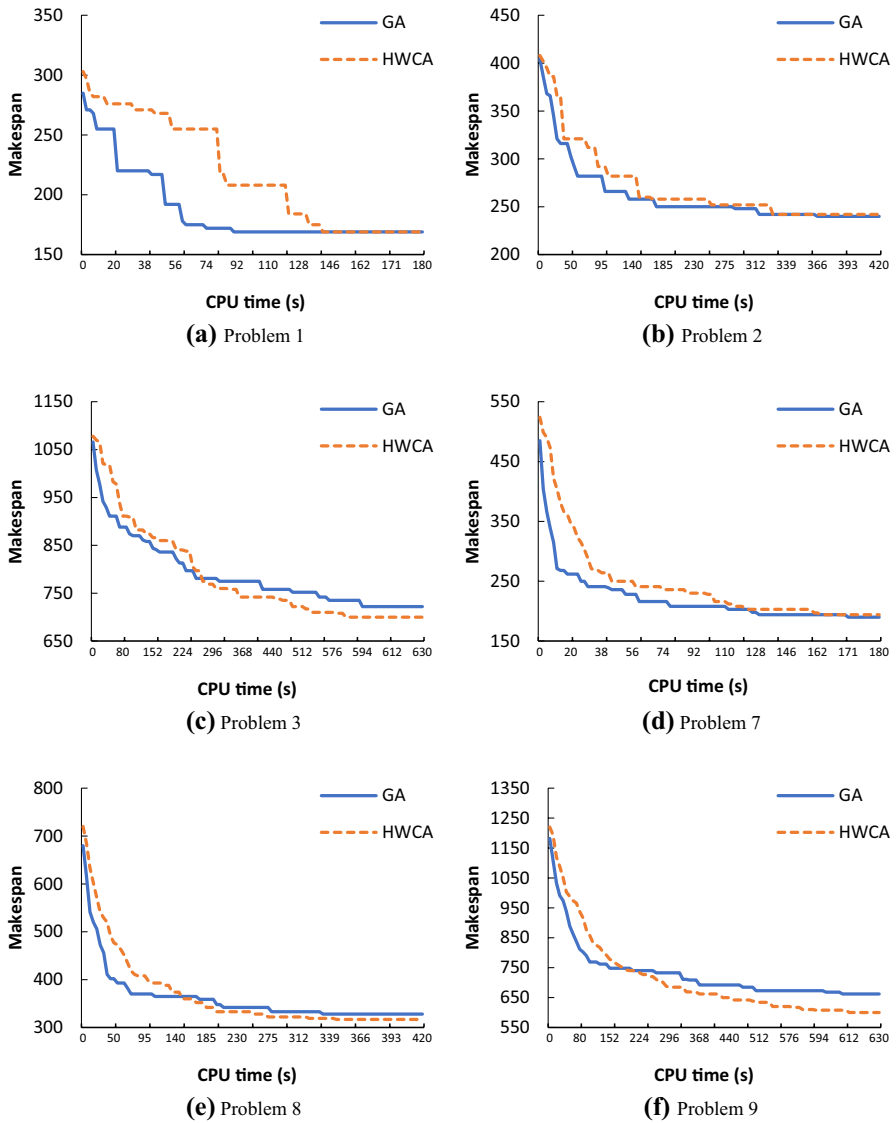 350
300
250
200
150
Makespan
GA
HWCA
0 20 38 56 74 92 110 128 146 162 171 180
CPU time (s)
(a) Problem 1
450
400
350
300
250
200
Makespan
GA
HWCA
0 50 95 140 185 230 275 312 339 366 393 420
CPU time (s)
(b) Problem 2
1150
1050
950
850
750
650
Makespan
GA
HWCA
0 80 152 224 296 368 440 512 576 594 612 630
CPU time (s)
(c) Problem 3
550
450
350
250
150
Makespan
GA
HWCA
0 20 38 56 74 92 110 128 146 162 171 180
CPU time (s)
(d) Problem 7
800
700
600
500
400
300
Makespan
GA
HWCA
0 50 95 140 185 230 275 312 339 366 393 420
CPU time (s)
(e) Problem 8
1350
1250
1150
1050
950
850
750
650
550
Makespan
GA
HWCA
0 80 152 224 296 368 440 512 576 594 612 630
CPU time (s)
(f) Problem 9